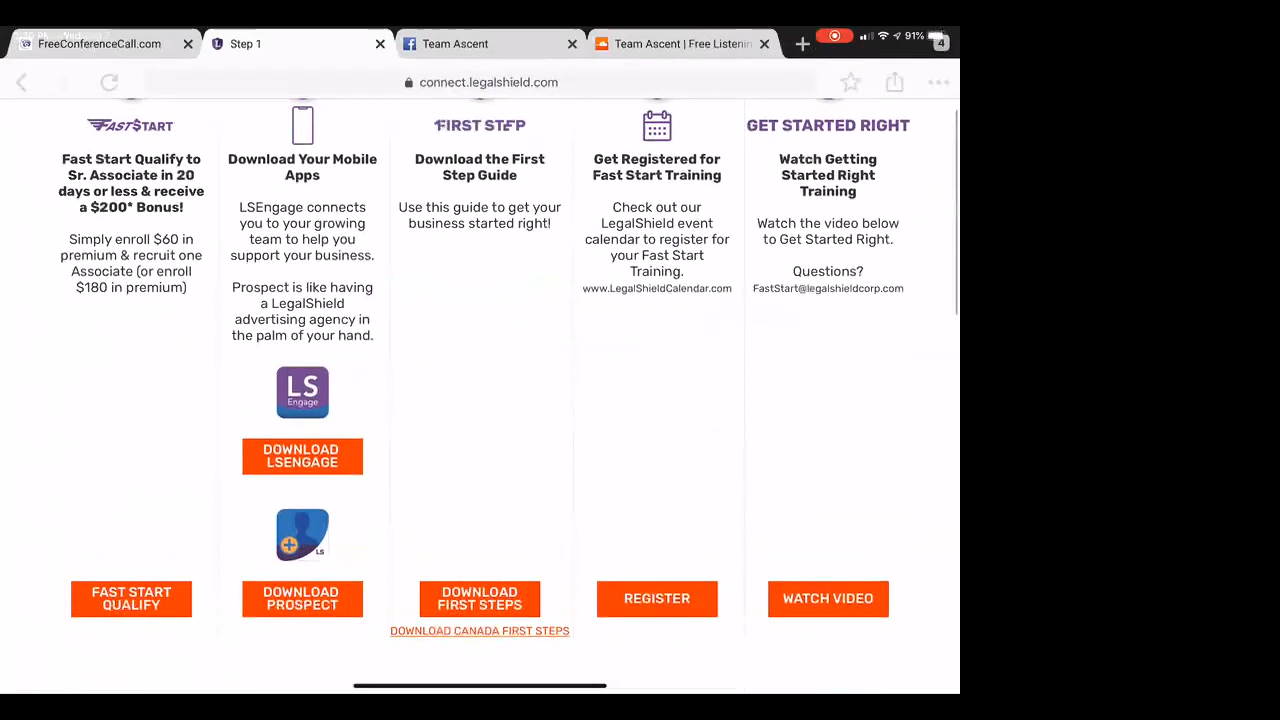 91%
FreeConferenceCall.com
Step 1
Team Ascent
Team Ascent | Free Listenin
4
connect.legalshield.com
FAST$TART
Fast Start Qualify to
Sr. Associate in 20
days or less & receive
a $200* Bonus!
Simply enroll $60 in
premium & recruit one
Associate (or enroll
$180 in premium)
FAST START
QUALIFY
Download Your Mobile
Apps
LSEngage connects
you to your growing
team to help you
support your business.
Prospect is like having
a LegalShield
advertising agency in
the palm of your hand.
LS
Engage
DOWNLOAD
LSENGAGE
LS
DOWNLOAD
PROSPECT
FIRST STEP
Download the First
Step Guide
Use this guide to get your
business started right!
DOWNLOAD
FIRST STEPS
DOWNLOAD CANADA FIRST STEPS
Get Registered for
Fast Start Training
Check out our
LegalShield event
calendar to register for
your Fast Start
Training.
www.LegalShieldCalendar.com
REGISTER
GET STARTED RIGHT
Watch Getting
Started Right
Training
Watch the video below
to Get Started Right.
Questions?
FastStart@legalshieldcorp.com
WATCH VIDEO